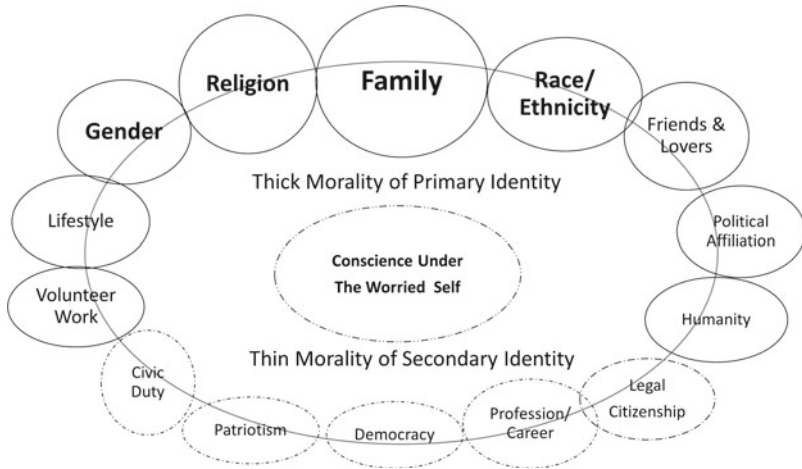 Family
Religion
Race/
Ethnicity
Gender
Friends &
Lovers
Thick Morality of Primary Identity
Lifestyle
Political
Affiliation
Conscience Under
The Worried Self
Volunteer
Work
Humanity
Thin Morality of Secondary Identity
Civic
Duty
Legal
Citizenship
Profession/
Career
Patriotism
Democracy